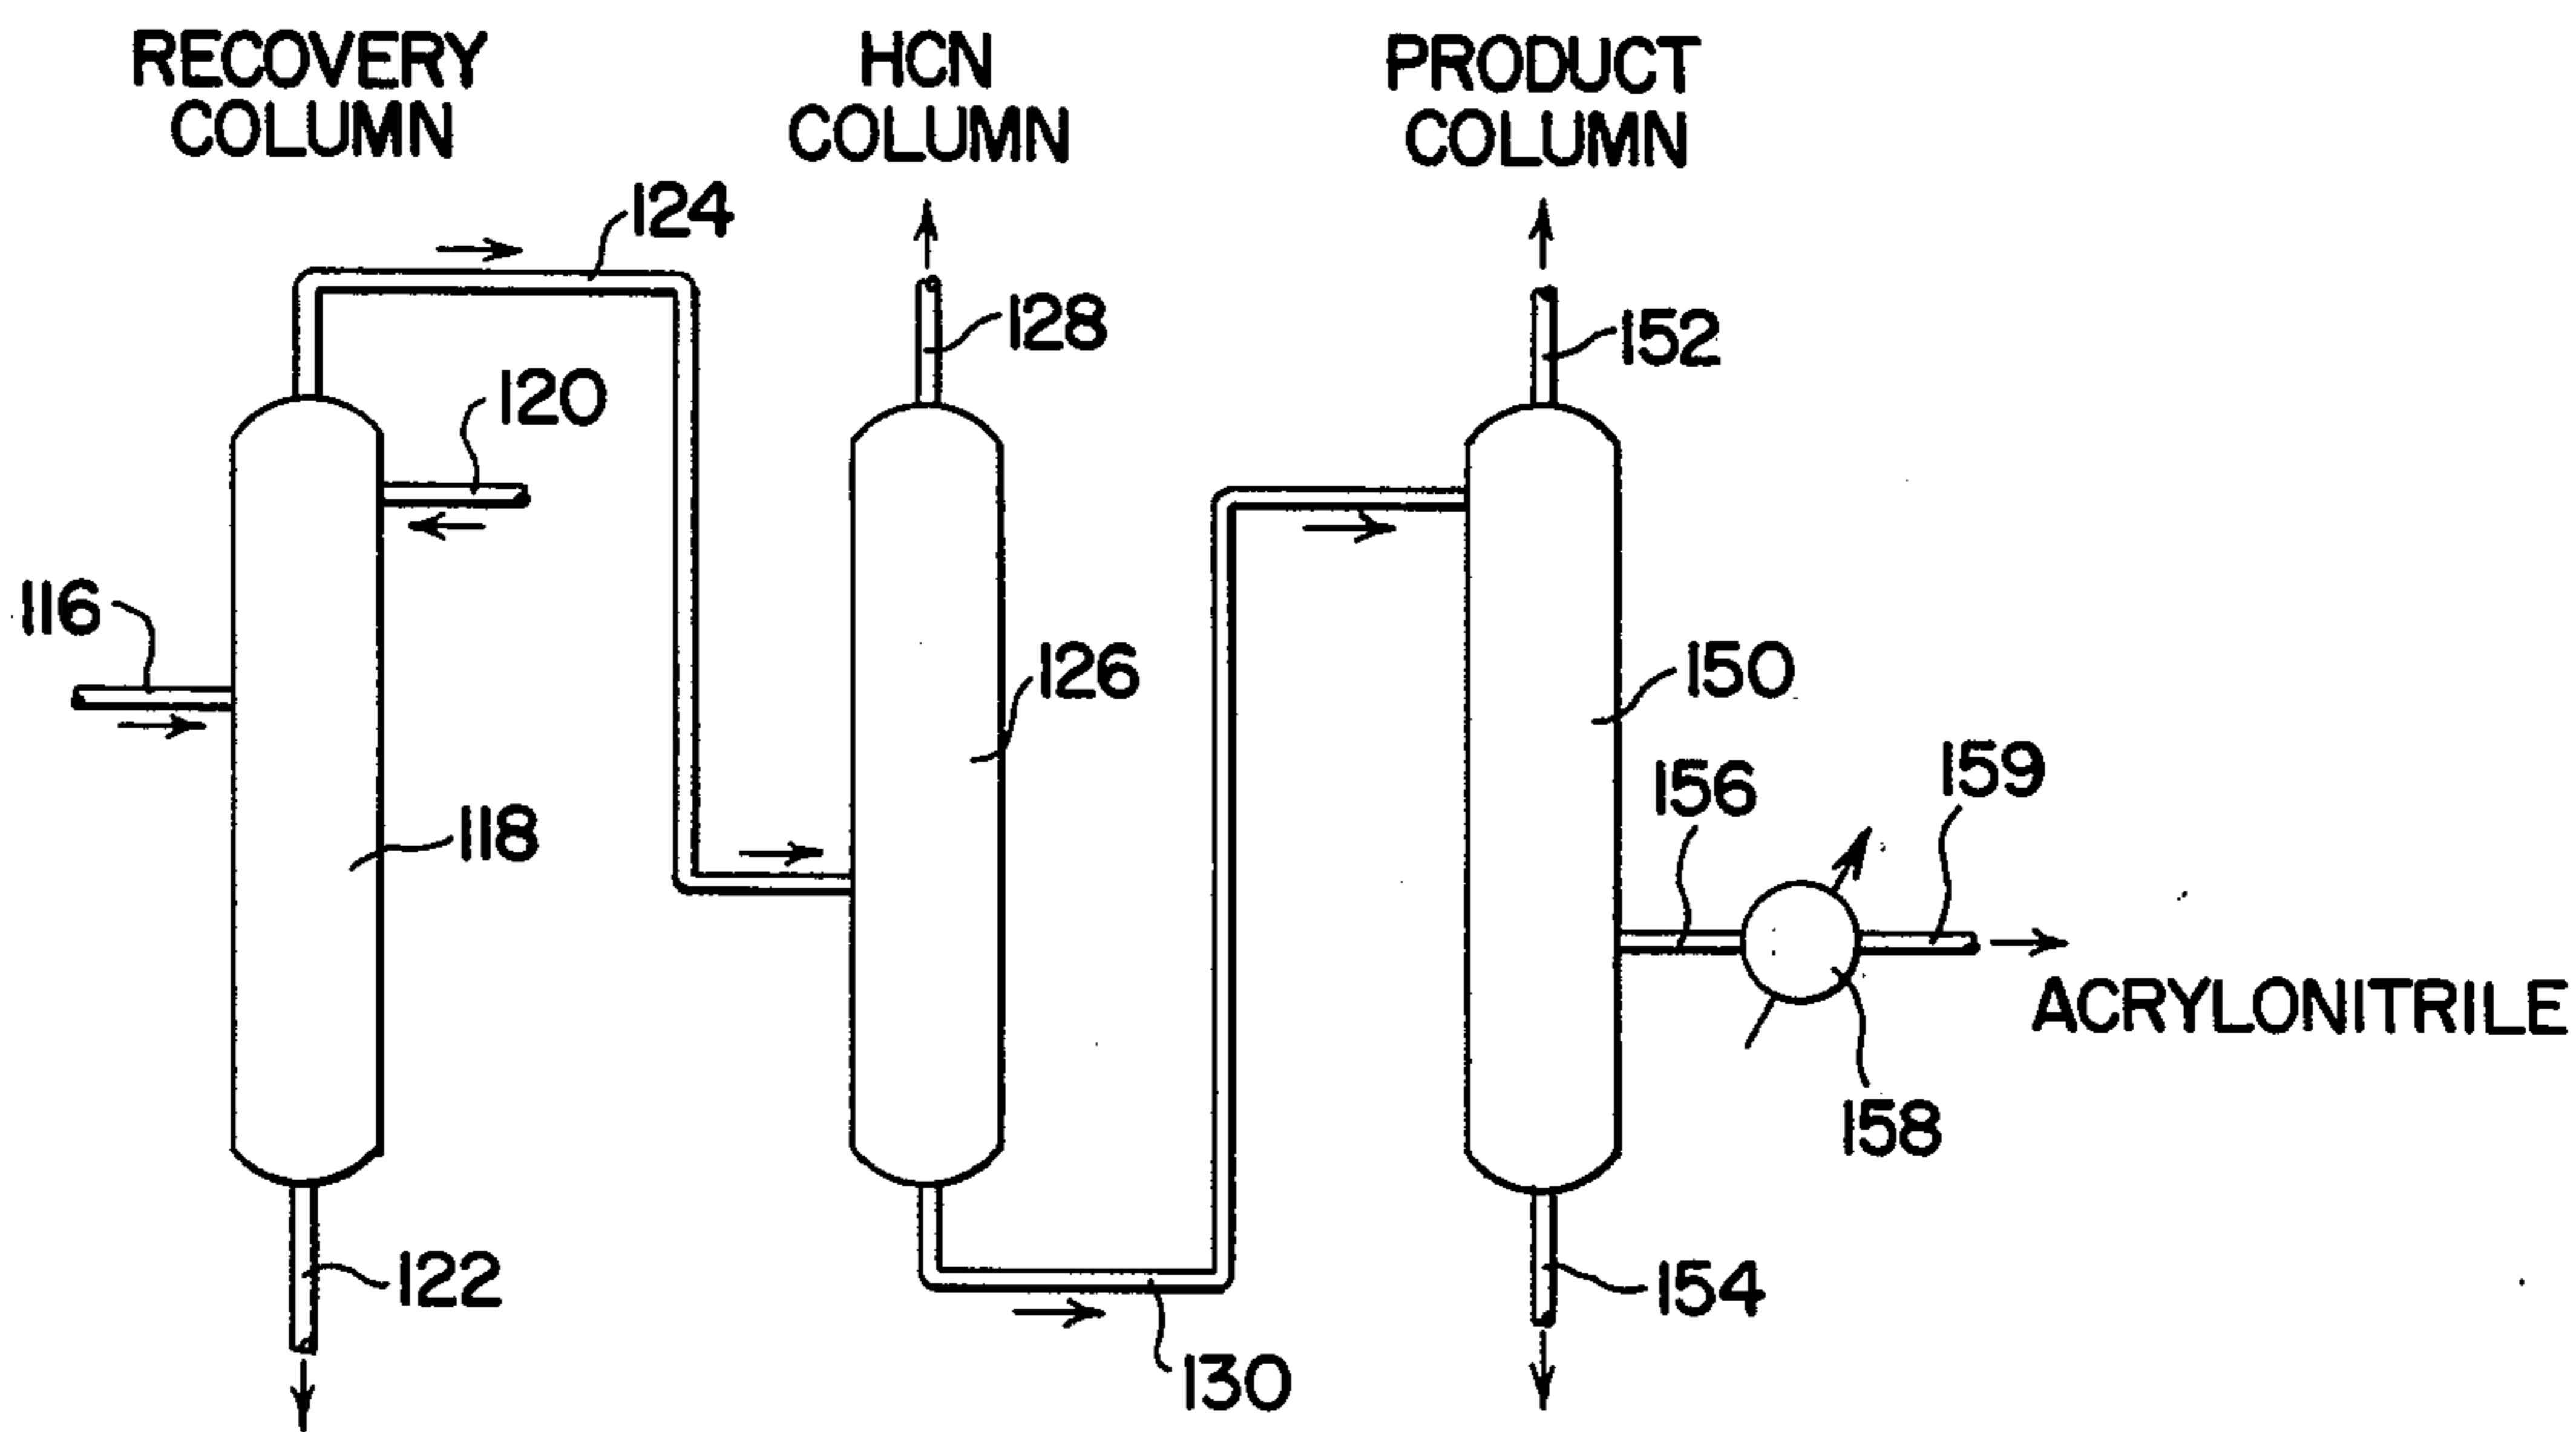 RECOVERY
COLUMN
HCN
COLUMN
PRODUCT
COLUMN
124
128
152
120
116
126
150
118
156
159
ACRYLONITRILE
158
122
154
130